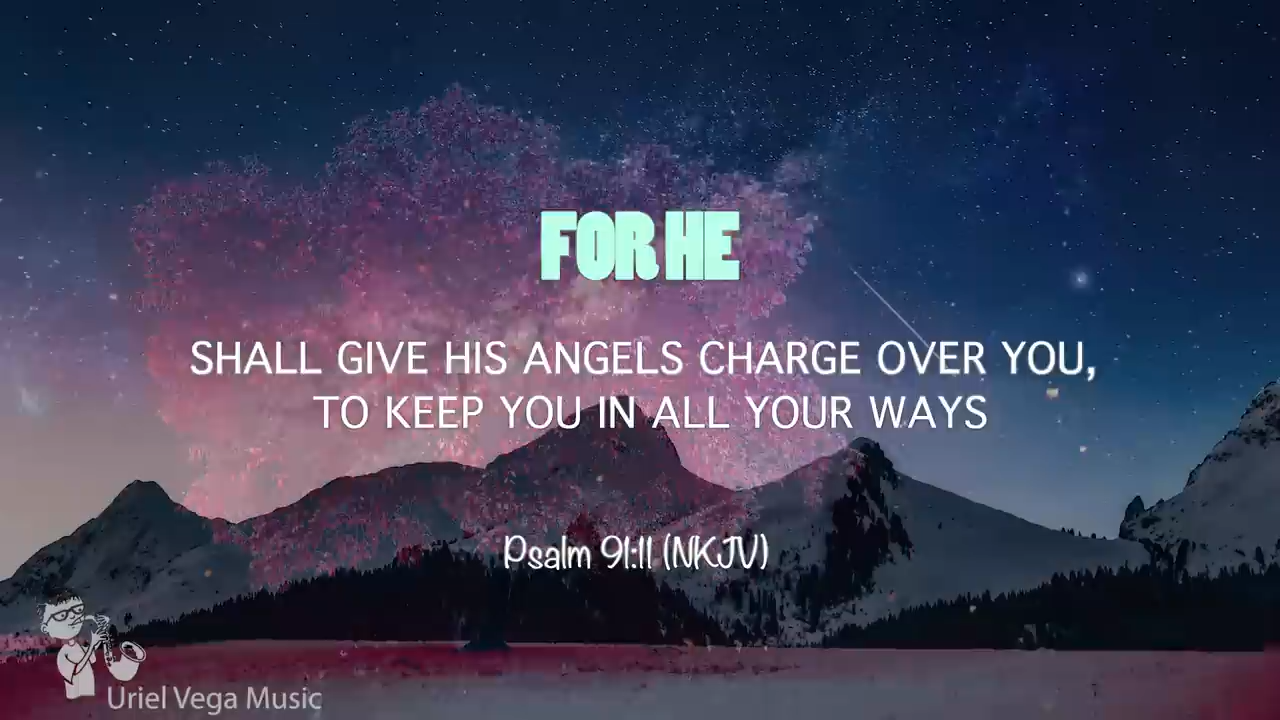 FOR HE
SHALL GIVE HIS ANGELS CHARGE OVER YOU,
TO KEEP YOU IN ALL YOUR WAYS
Psalm 91:11 (NKJV)
Uriel Vega Music